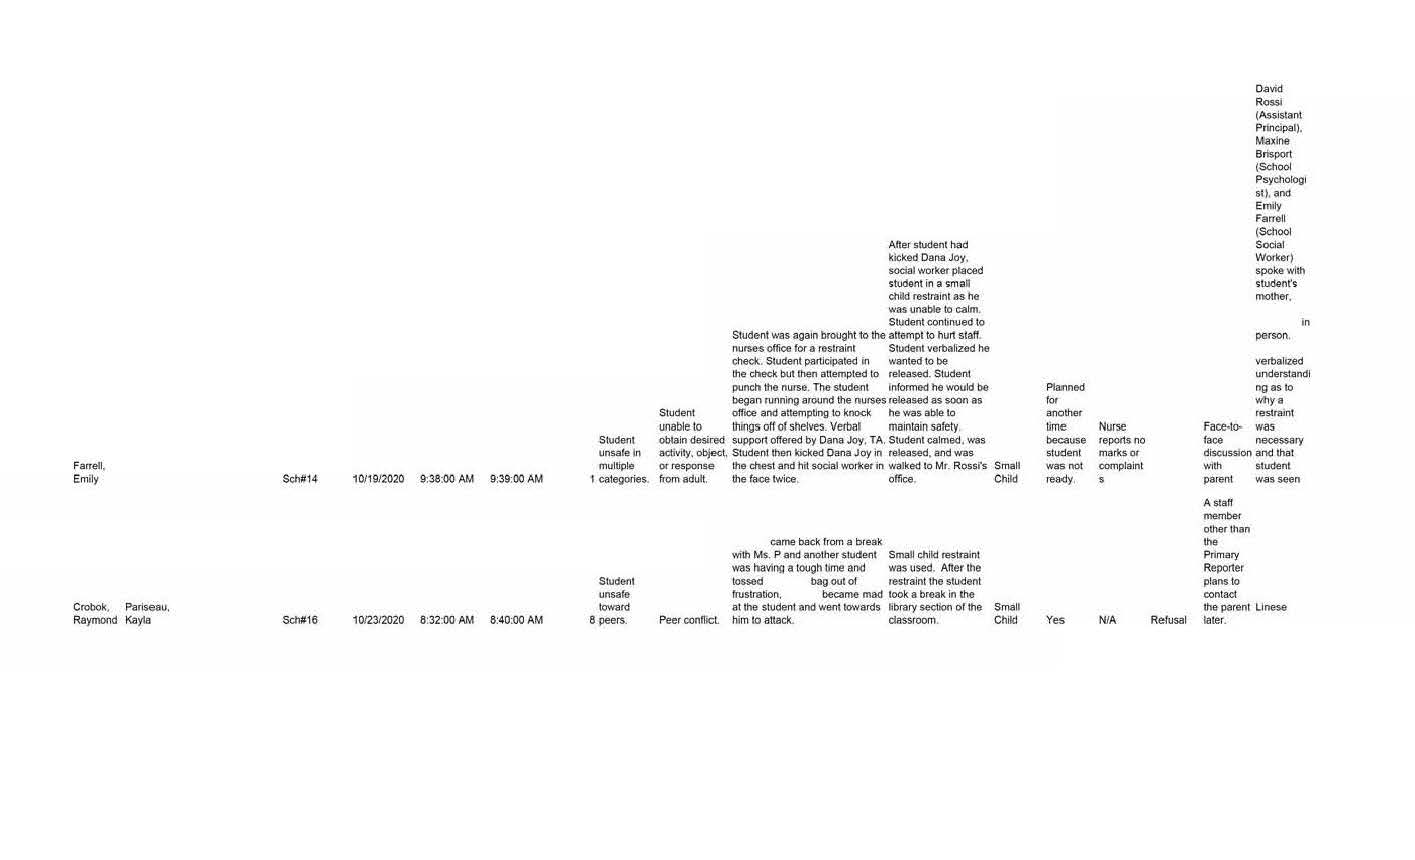 Farrell,
Emily
Sch#14
10/19/2020
9:38:00 AM
9:39:00 AM
1
Student
unsafe in
multiple
categories.
Student
unable to
obtain desired
activity, object,
or response
from adult.
Student was again brought to the
nurses office for a restraint
check. Student participated in
the check but then attempted to
punch the nurse. The student
began running around the nurses
office and attempting to knock
things off of shelves. Verbal
support offered by Dana Joy, TA.
Student then kicked Dana Joy in
the chest and hit social worker in
the face twice.
After student had
kicked Dana Joy,
social worker placed
student in a small
child restraint as he
was unable to calm.
Student continued to
attempt to hurt staff.
Student verbalized he
wanted to be
released. Student
informed he would be
released as soon as
he was able to
maintain safety.
Student calmed, was
released, and was
walked to Mr. Rossi's
office.
Small
Child
Planned
for
another
time
because
student
was not
ready.
Nurse
reports no
marks or
complaint
s
Face-to-
face
discussion
with
parent
David
Rossi
(Assistant
Principal),
Maxine
Brisport
(School
Psychologi
st), and
Emily
Farrell
(School
Social
Worker)
spoke with
student's
mother,
in
person.
verbalized
understandi
ng as to
why a
restraint
was
necessary
and that
student
was seen
Crobok,
Raymond
Pariseau,
Kayla
Sch#16
10/23/2020
8:32:00 AM
8:40:00 AM
8
Student
unsafe
toward
peers.
Peer conflict.
came back from a break
with Ms. P and another student
was having a tough time and
tossed bag out of
frustration, became mad
at the student and went towards
him to attack.
Small child restraint
was used. After the
restraint the student
took a break in the
library section of the
classroom.
Small
Child
Yes
N/A
Refusal
A staff
member
other than
the
Primary
Reporter
plans to
contact
the parent
later.
Linese